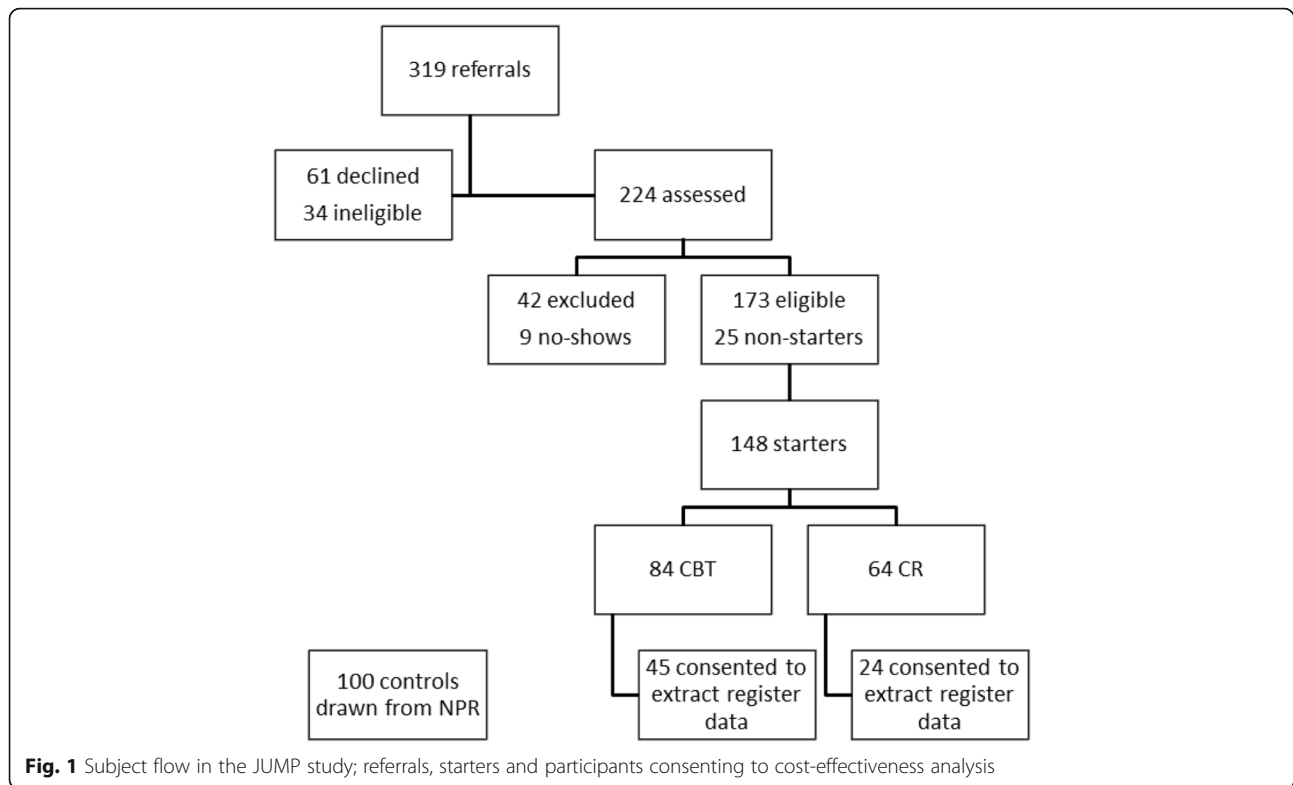 319 referrals
61 declined
34 ineligible
224 assessed
42 excluded
9 no-shows
173 eligible
25 non-starters
148 starters
84 CBT
64 CR
100 controls
drawn from NPR
45 consented to
extract register
data
24 consented to
extract register
data
Fig. 1 Subject flow in the JUMP study; referrals, starters and participants consenting to cost-effectiveness analysis